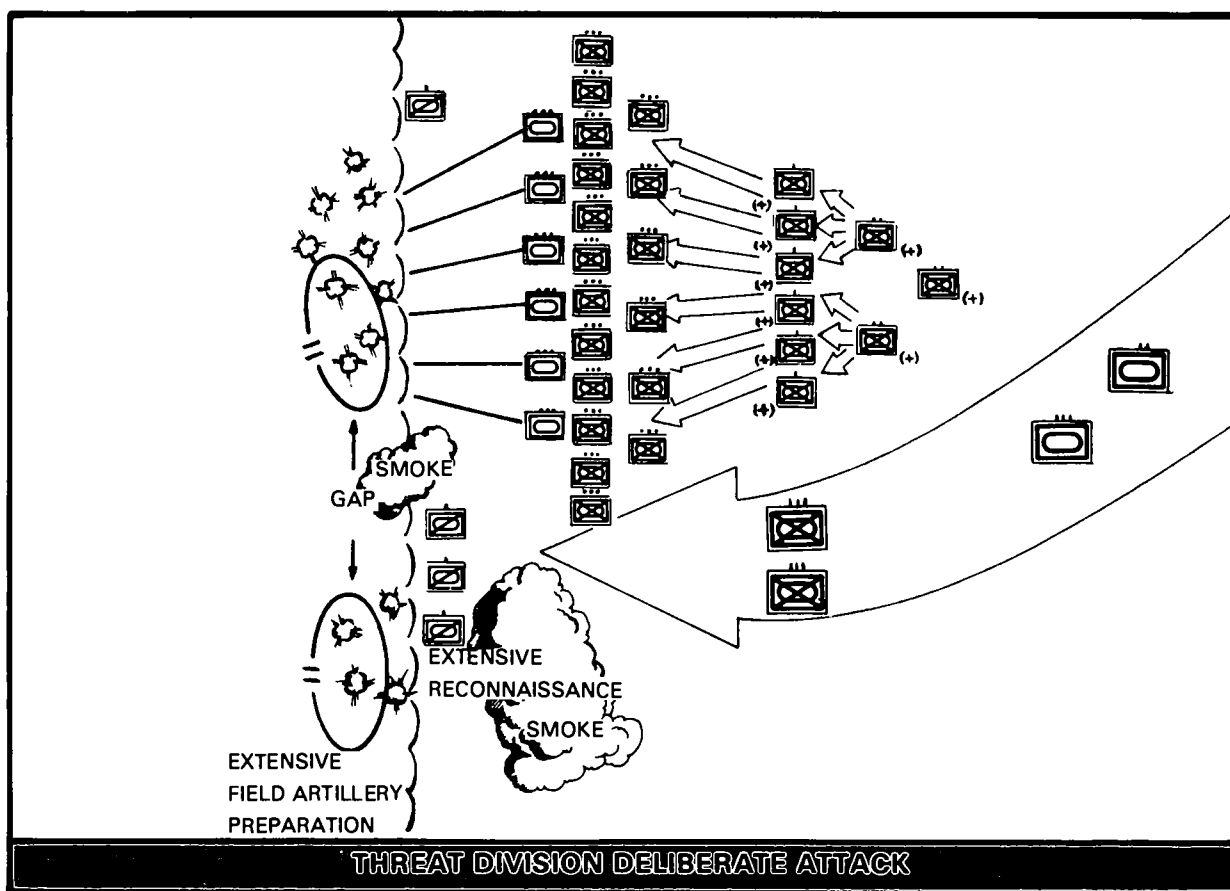 (+)
(+)
(+)
(+)
(+)
(+)
(+)
(+)
(+)
SMOKE
GAP
EXTENSIVE
RECONNAISSANCE
SMOKE
EXTENSIVE
FIELD ARTILLERY
PREPARATION
THREAT DIVISION DELIBERATE ATTACK